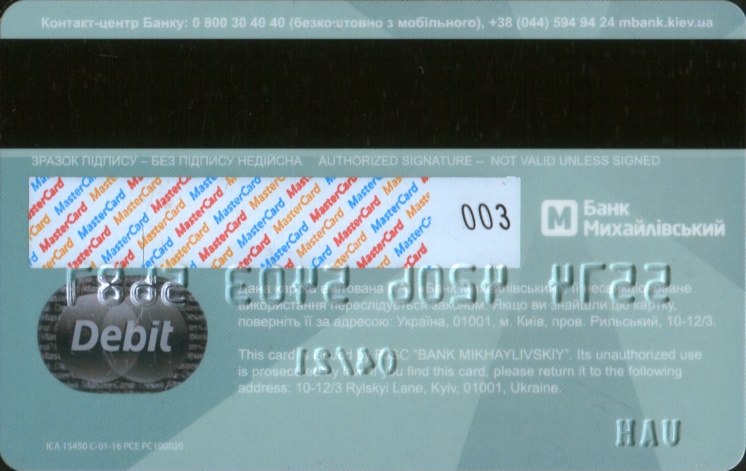 Контакт-центр Банку: 0 800 30 40 40 (безкоштовно з мобільного), +38 (044) 594 94 24 mbank.kiev.ua
ЗРАЗОК ПІДПИСУ – БЕЗ ПІДПИСУ НЕДІЙСНА AUTHORIZED SIGNATURE – NOT VALID UNLESS SIGNED
MasterCard
003
M Банк
Михайлівський
Debit
Дана
використання переслідується законом. Якщо ви знайшли цю картку,
поверніть її за адресою: Україна, 01001, м. Київ, пров. Рильський, 10-12/3.
This card "BANK MIKHAYLIVSKIY". Its unauthorized use
is find this card, please return it to the following
address: 10-12/3 Rylskyi Lane, Kyiv, 01001, Ukraine.
ICA 15450 C-01-16 PCE PC100020